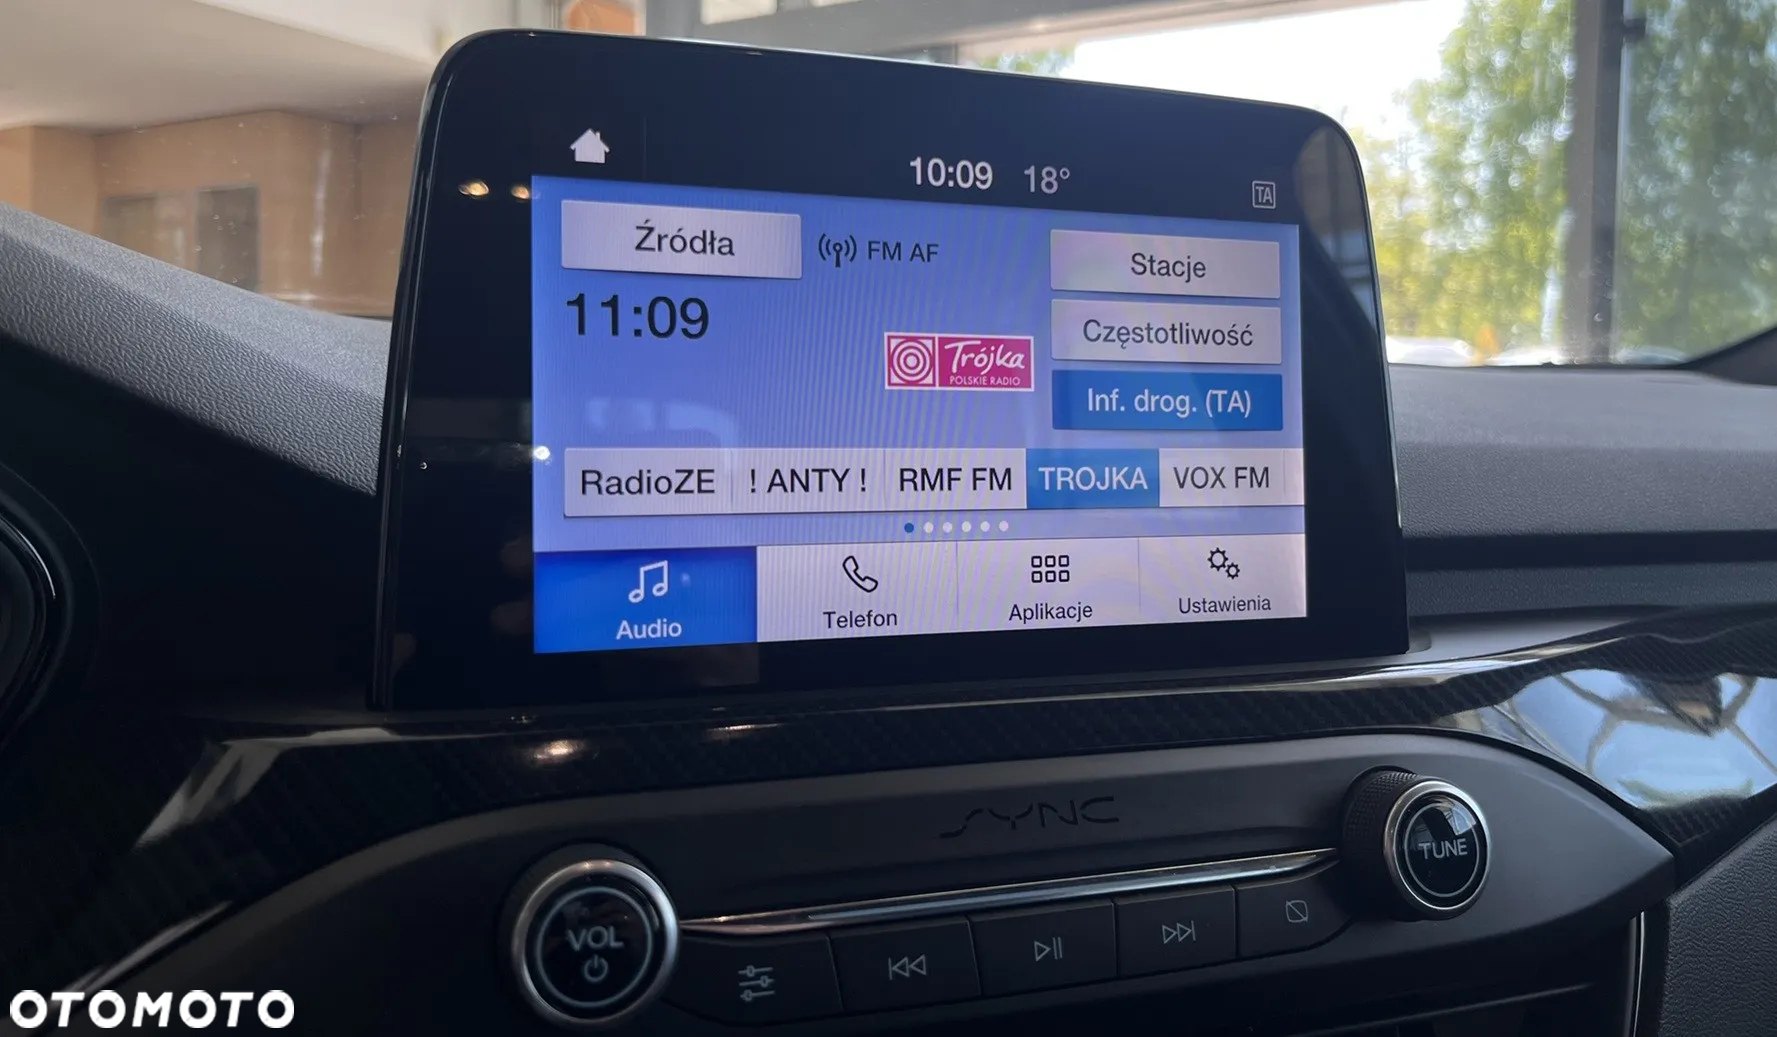 10:09 18°
TA
Źródła
FM AF
Stacje
11:09
Trójka
POLSKIE RADIO
Częstotliwość
Inf. drog. (TA)
RadioZE
! ANTY !
RMF FM
TROJKA
VOX FM
Audio
Telefon
Aplikacje
Ustawienia
SYNC
VOL
TUNE
OTOMOTO